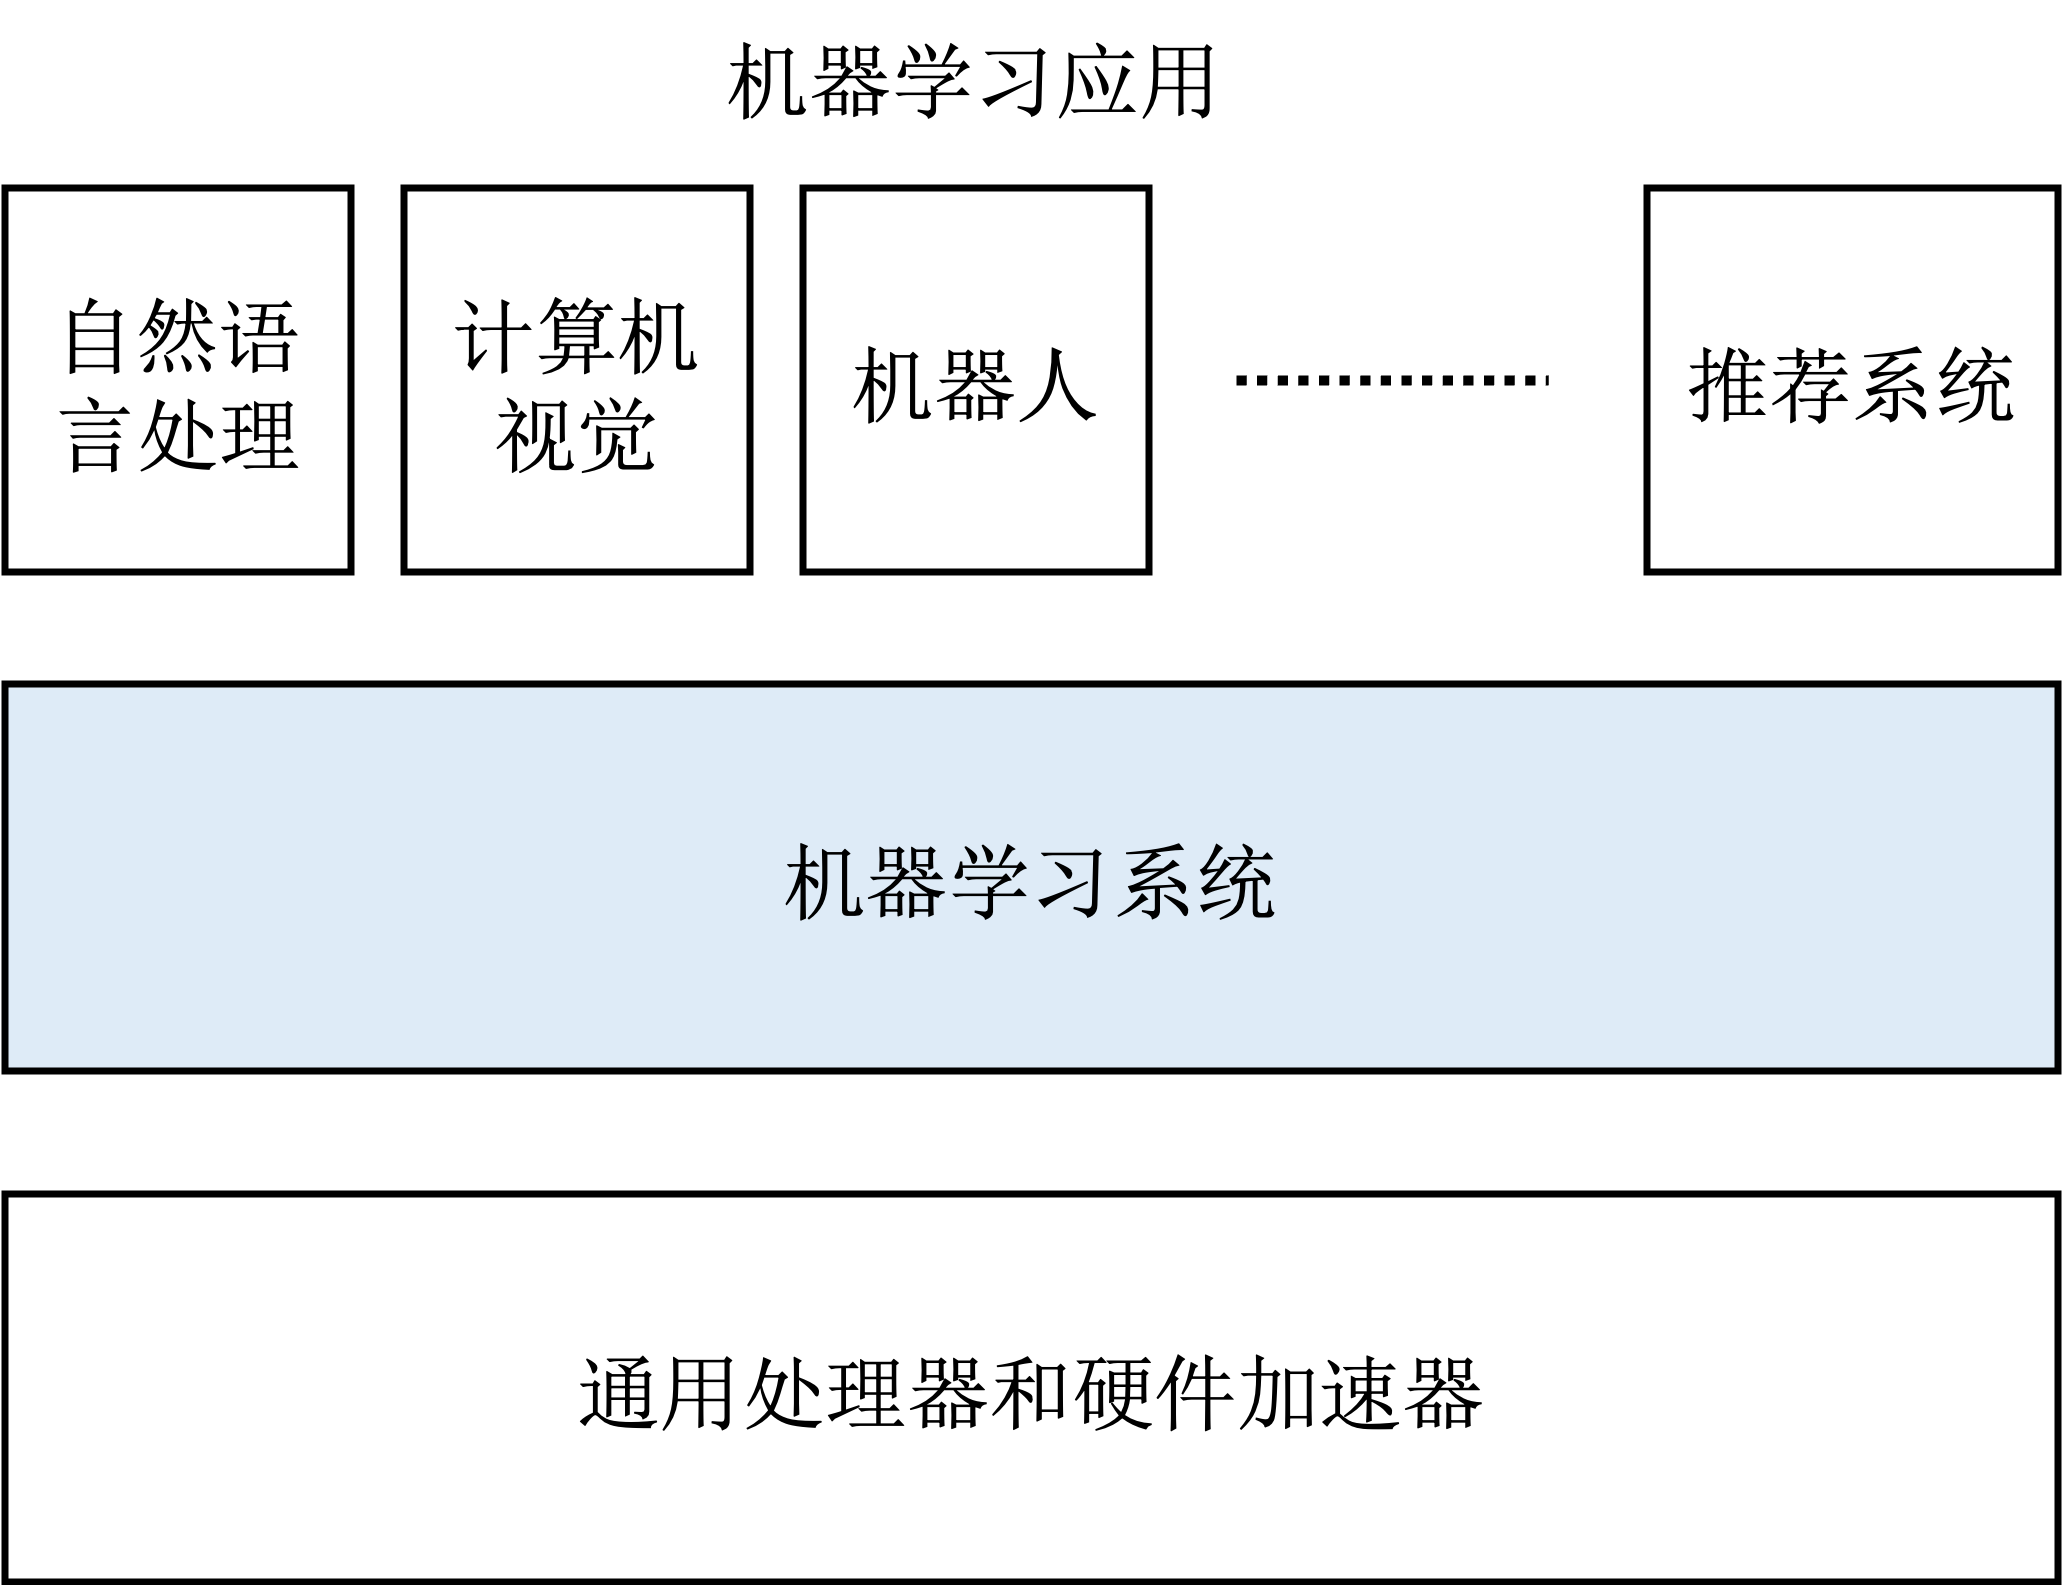 机器学习应用
自然语
言处理
计算机
视觉
机器人
推荐系统
机器学习系统
通用处理器和硬件加速器